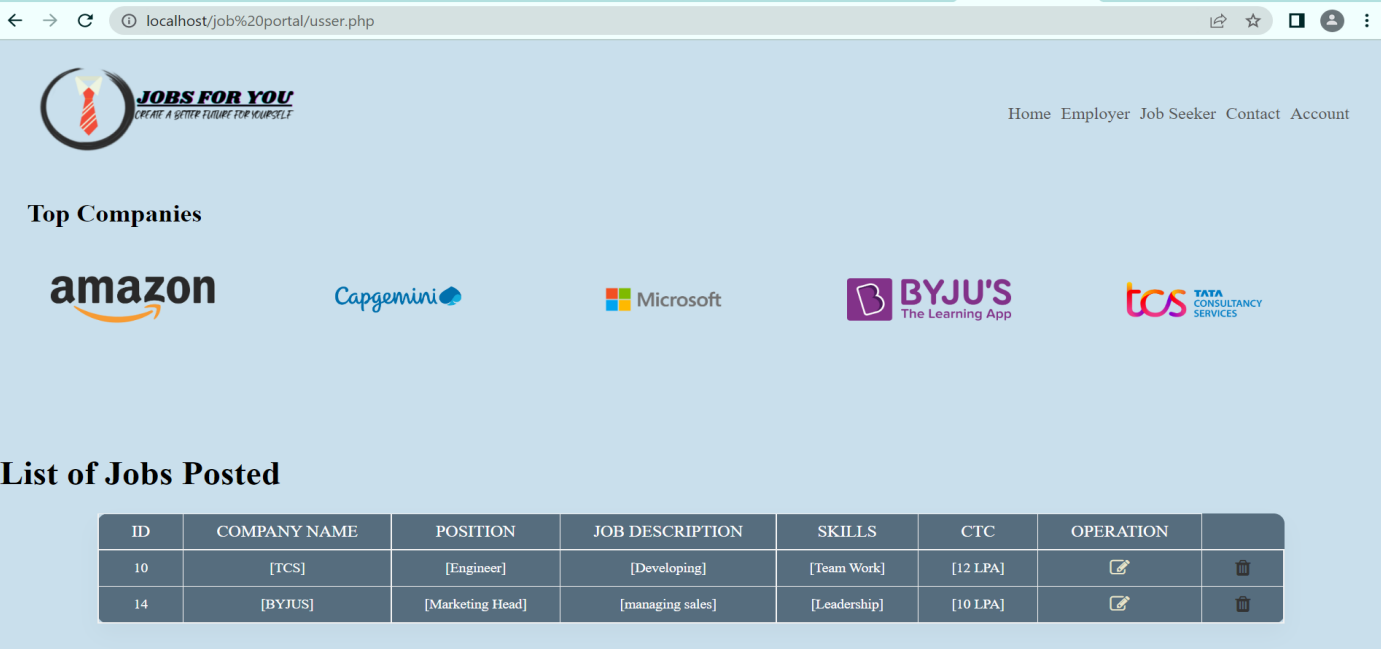 localhost/job%20portal/usser.php
JOBS FOR YOU
CREATE A BETTER FUTURE FOR YOURSELF
Home Employer Job Seeker Contact Account
Top Companies
amazon
Capgemini
Microsoft
BYJU'S
The Learning App
tcs
TATA
CONSULTANCY
SERVICES
List of Jobs Posted
ID COMPANY NAME POSITION JOB DESCRIPTION SKILLS CTC OPERATION
10 [TCS] [Engineer] [Developing] [Team Work] [12 LPA]
14 [BYJUS] [Marketing Head] [managing sales] [Leadership] [10 LPA]